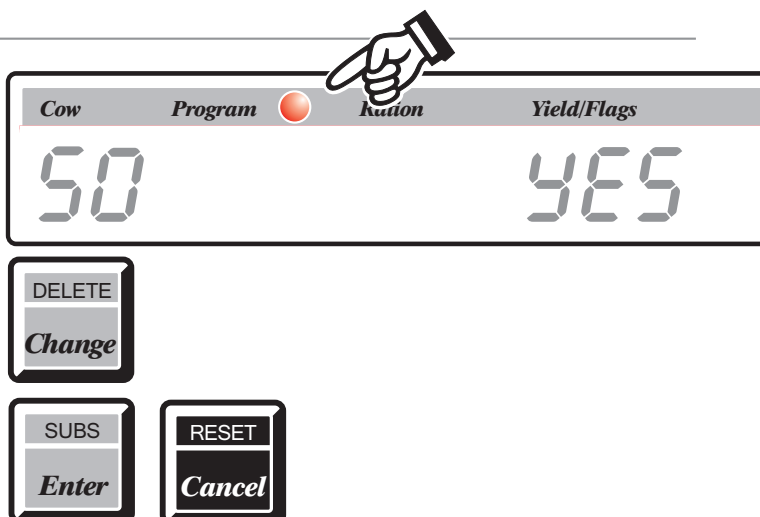 Cow Program Ration Yield/Flags
50 YES
DELETE
Change
SUBS RESET
Enter Cancel